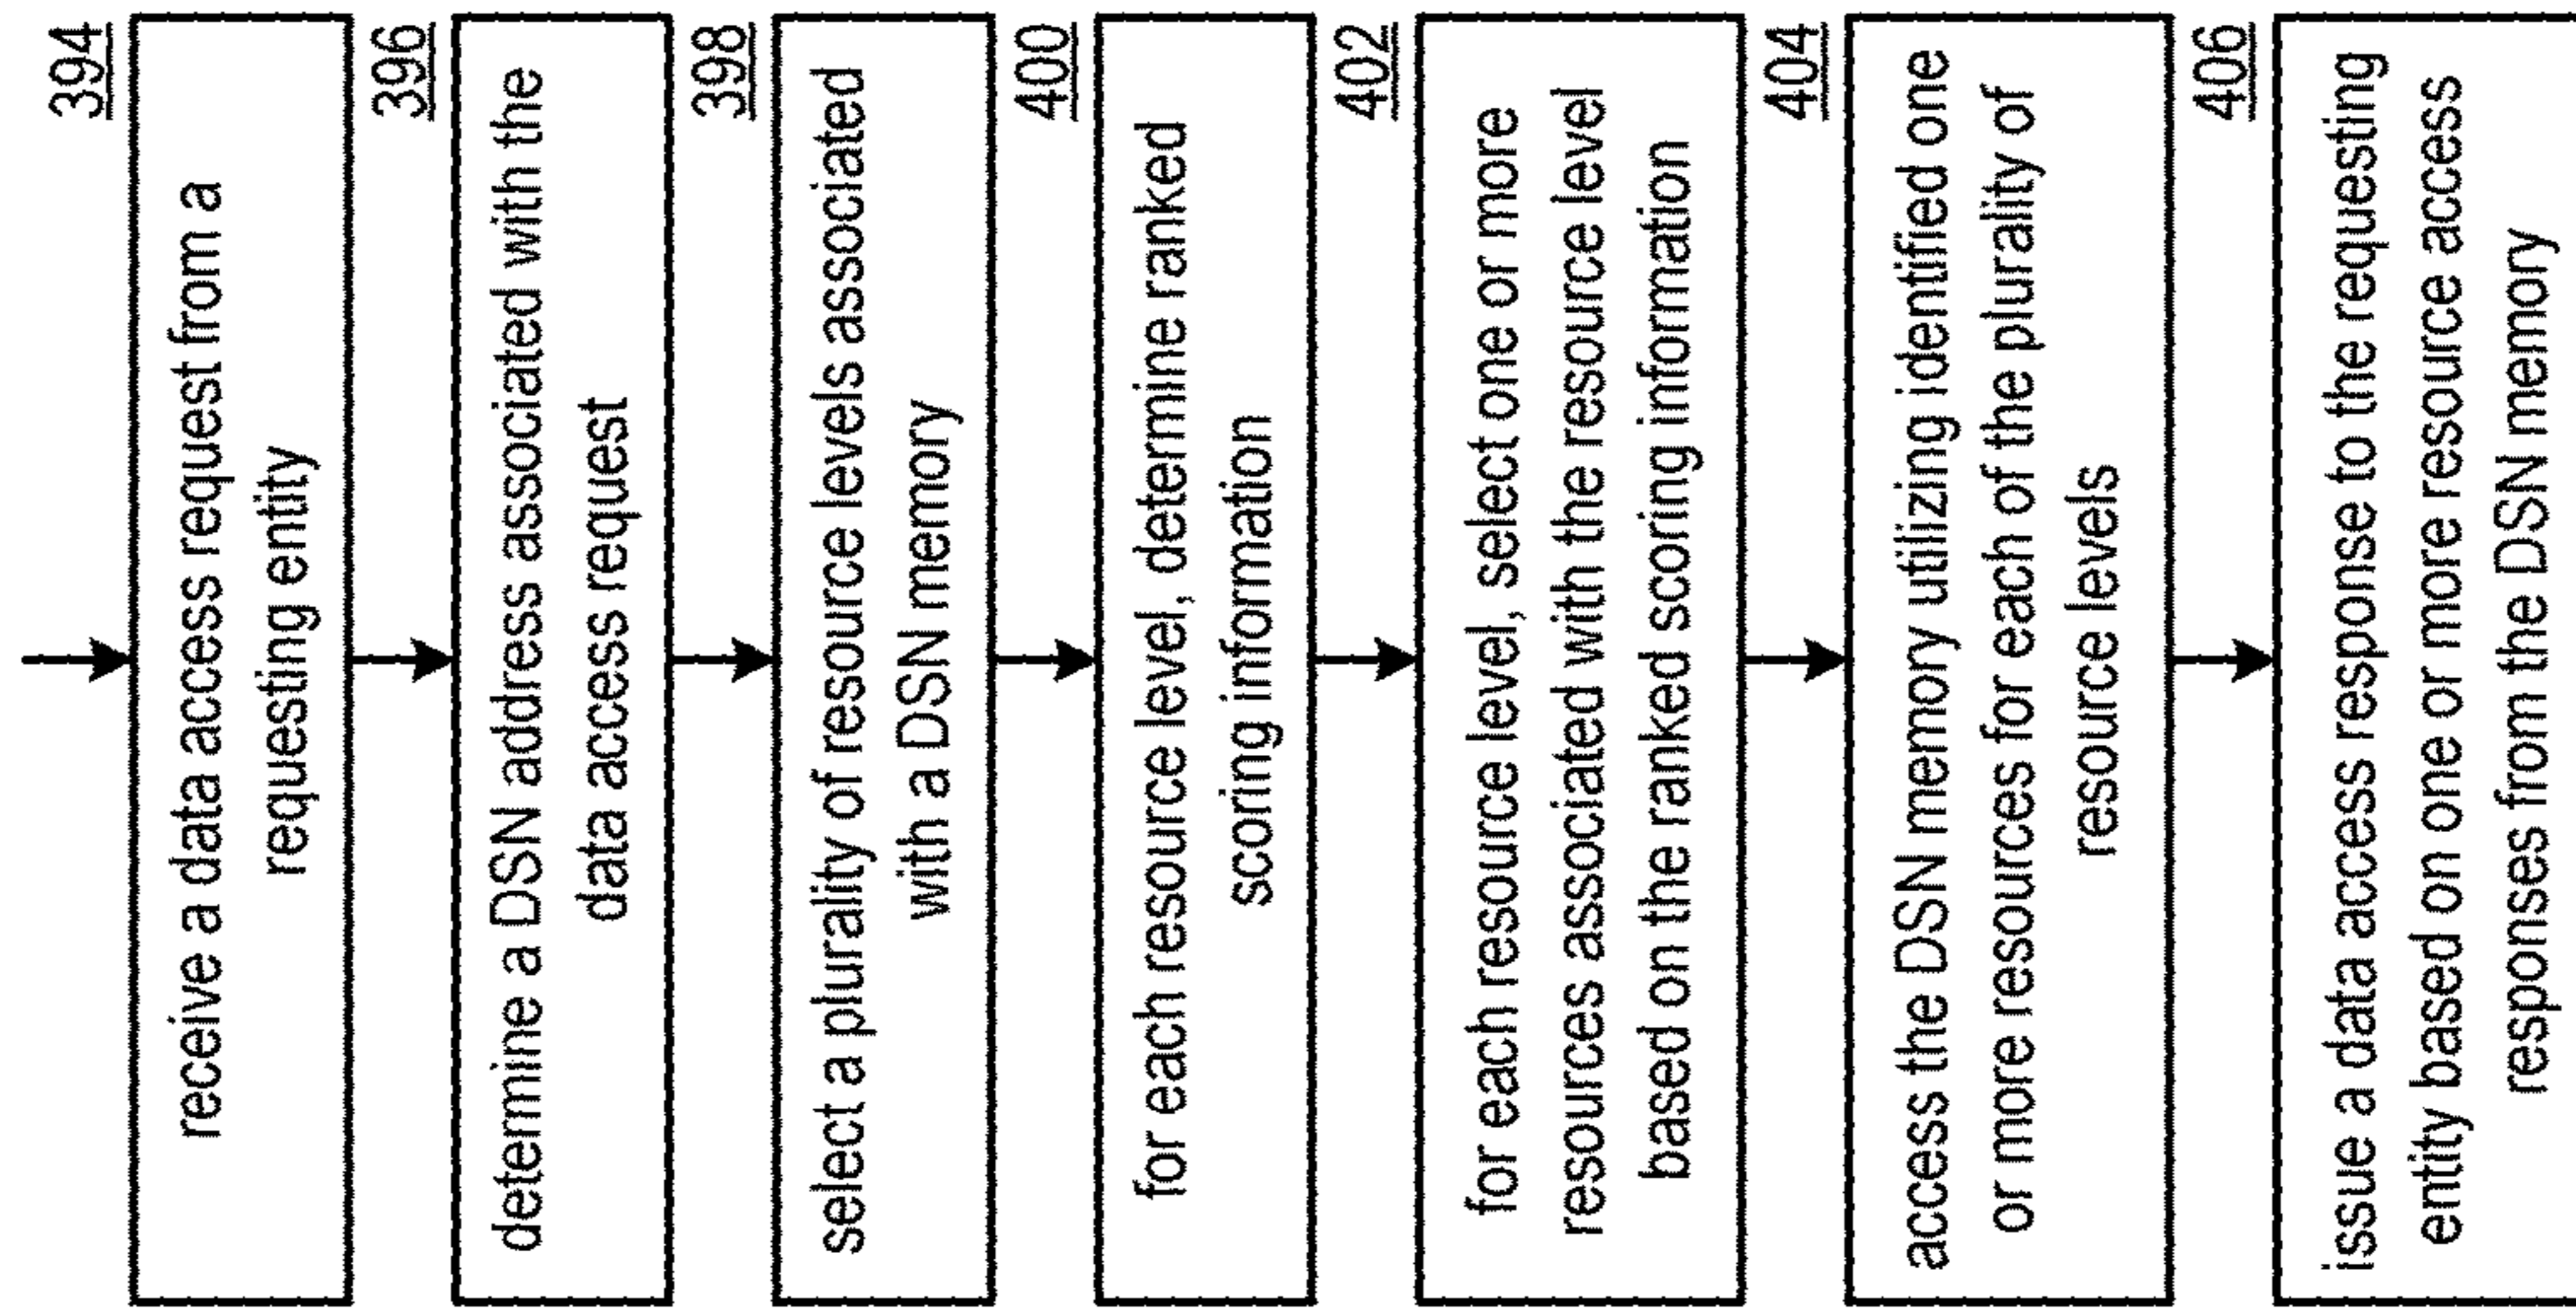 394
receive a data access request from a
requesting entity
396
determine a DSN address associated with the
data access request
398
select a plurality of resource levels associated
with a DSN memory
400
for each resource level, determine ranked
scoring information
402
for each resource level, select one or more
resources associated with the resource level
based on the ranked scoring information
404
access the DSN memory utilizing identified one
or more resources for each of the plurality of
resource levels
406
issue a data access response to the requesting
entity based on one or more resource access
responses from the DSN memory